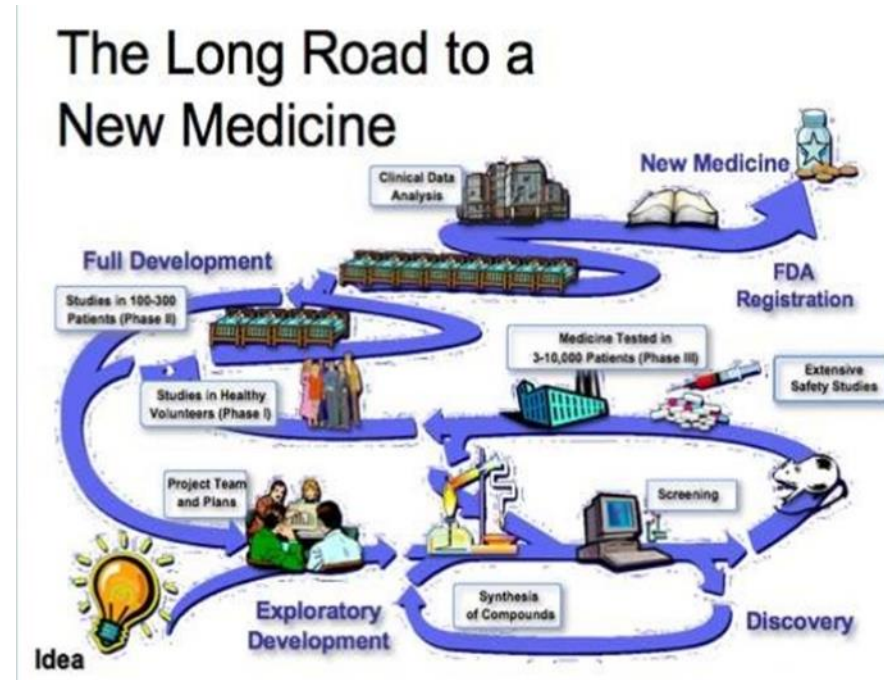 The Long Road to a
New Medicine
New Medicine
Clinical Data
Analysis
Full Development
FDA
Registration
Studies in 100-300
Patients (Phase II)
Medicine Tested in
3-10,000 Patients (Phase III)
Extensive
Safety Studies
Studies in Healthy
Volunteers (Phase I)
Project Team
and Plans
Screening
Synthesis
of Compounds
Exploratory
Development
Discovery
Idea